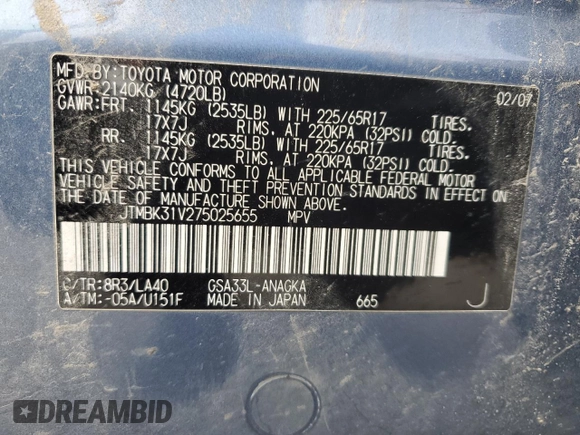 MFD.BY:TOYOTA MOTOR CORPORATION 02/07
GVWR 2140KG (4720LB)
GAWR:FRT. 1145KG (2535LB) WITH 225/65R17 TIRES.
17X7J RIMS, AT 220KPA (32PSI) COLD.
RR. 1145KG (2535LB) WITH 225/65R17 TIRES.
17X7J RIMS, AT 220KPA (32PSI) COLD.
THIS VEHICLE CONFORMS TO ALL APPLICABLE FEDERAL MOTOR
VEHICLE SAFETY AND THEFT PREVENTION STANDARDS IN EFFECT ON
THE DATE OF MANUFACTURE SHOWN ABOVE.
JTMBK31V275025655 MPV
C/TR:8R3/LA40 GSA33L-ANAGKA
A/TM:-05A/U151F MADE IN JAPAN 665 J
DREAMBID